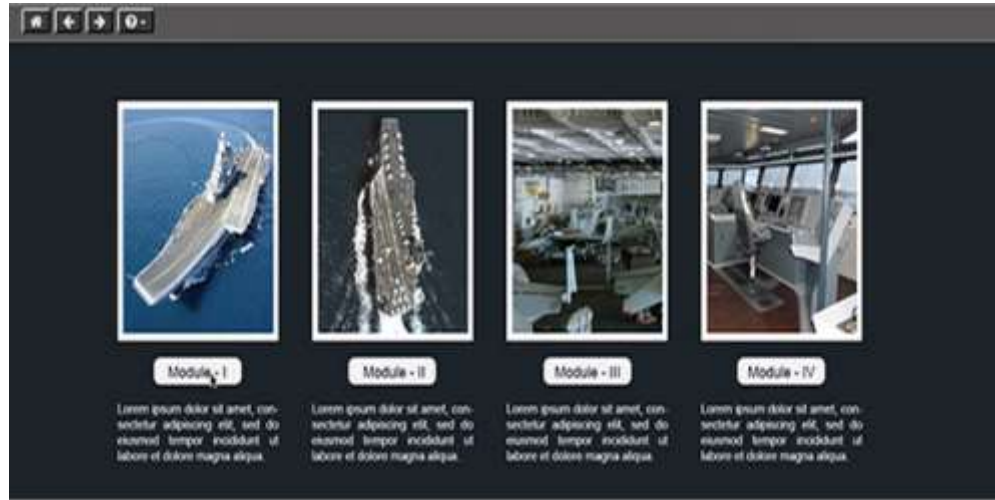 Module - I
Module - II
Module - III
Module - IV
Lorem ipsum dolor sit amet, con-
sectetur adipiscing elit, sed do
eiusmod tempor incididunt ut
labore et dolore magna aliqua.
Lorem ipsum dolor sit amet, con-
sectetur adipiscing elit, sed do
eiusmod tempor incididunt ut
labore et dolore magna aliqua.
Lorem ipsum dolor sit amet, con-
sectetur adipiscing elit, sed do
eiusmod tempor incididunt ut
labore et dolore magna aliqua.
Lorem ipsum dolor sit amet, con-
sectetur adipiscing elit, sed do
eiusmod tempor incididunt ut
labore et dolore magna aliqua.